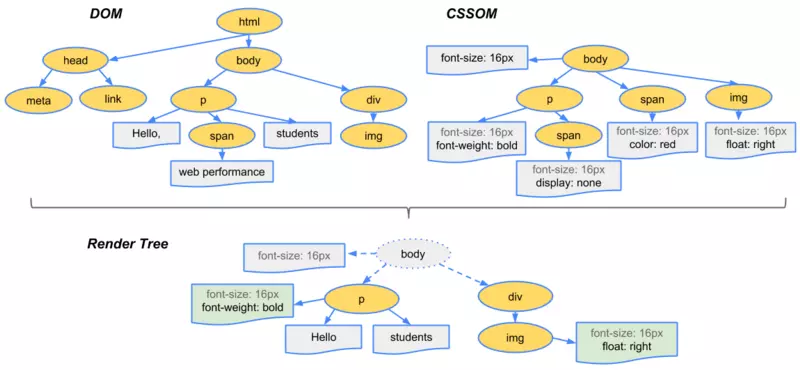 DOM
html
head
body
meta
link
p
div
Hello,
span
students
img
web performance
CSSOM
font-size: 16px
body
p
span
img
font-size: 16px
font-weight: bold
span
font-size: 16px
color: red
font-size: 16px
float: right
font-size: 16px
display: none
Render Tree
font-size: 16px
body
font-size: 16px
font-weight: bold
p
div
Hello
students
img
font-size: 16px
float: right